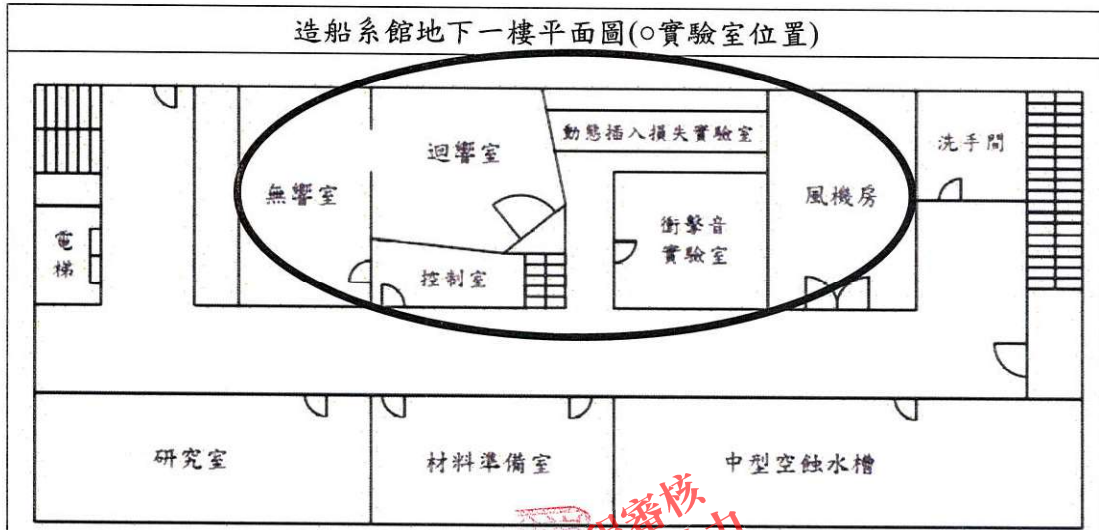 造船系館地下一樓平面圖(○實驗室位置)
動態插入損失實驗室
洗手間
迴響室
無響室
風機房
衝擊音
實驗室
電
梯
控制室
研究室
材料準備室
中型空蝕水槽
審核